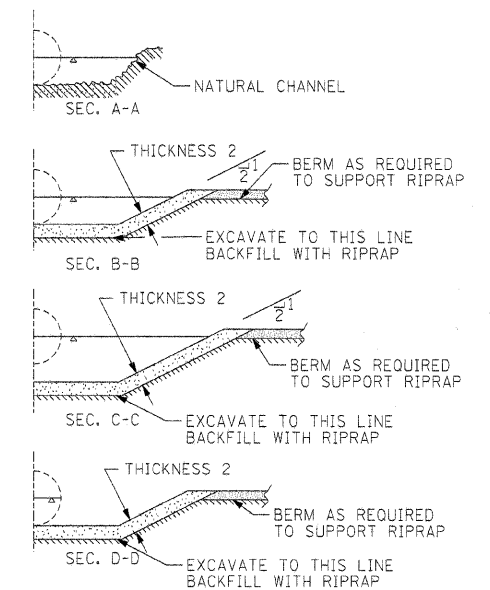 NATURAL CHANNEL
SEC. A-A
THICKNESS 2
1
2
BERM AS REQUIRED
TO SUPPORT RIPRAP
EXCAVATE TO THIS LINE
BACKFILL WITH RIPRAP
SEC. B-B
THICKNESS 2
1
2
BERM AS REQUIRED
TO SUPPORT RIPRAP
SEC. C-C
EXCAVATE TO THIS LINE
BACKFILL WITH RIPRAP
THICKNESS 2
BERM AS REQUIRED
TO SUPPORT RIPRAP
SEC. D-D
EXCAVATE TO THIS LINE
BACKFILL WITH RIPRAP